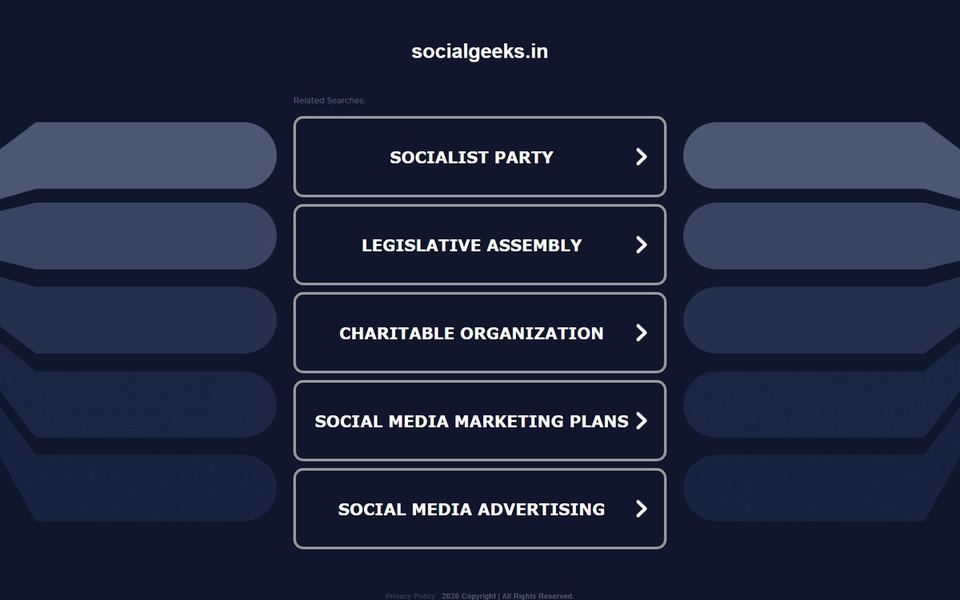 socialgeeks.in
Related Searches:
SOCIALIST PARTY
LEGISLATIVE ASSEMBLY
CHARITABLE ORGANIZATION
SOCIAL MEDIA MARKETING PLANS
SOCIAL MEDIA ADVERTISING
Privacy Policy 2026 Copyright | All Rights Reserved.